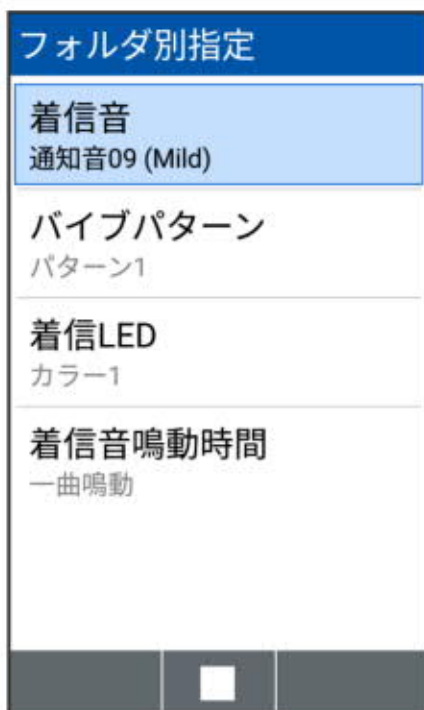 フォルダ別指定
着信音
通知音09 (Mild)
バイブパターン
パターン1
着信LED
カラー1
着信音鳴動時間
一曲鳴動